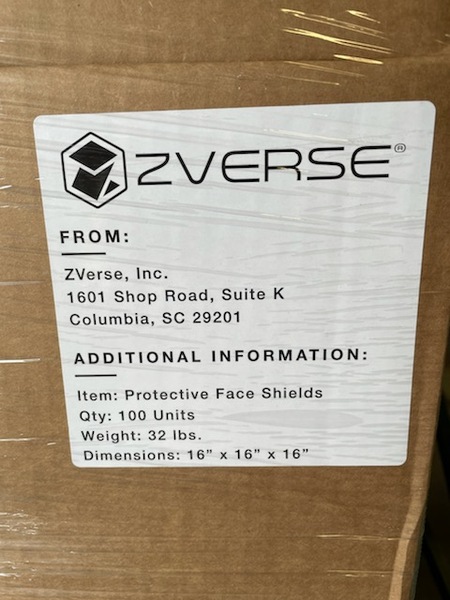 ZVERSE®
FROM:
ZVerse, Inc.
1601 Shop Road, Suite K
Columbia, SC 29201
ADDITIONAL INFORMATION:
Item: Protective Face Shields
Qty: 100 Units
Weight: 32 lbs.
Dimensions: 16” x 16” x 16”